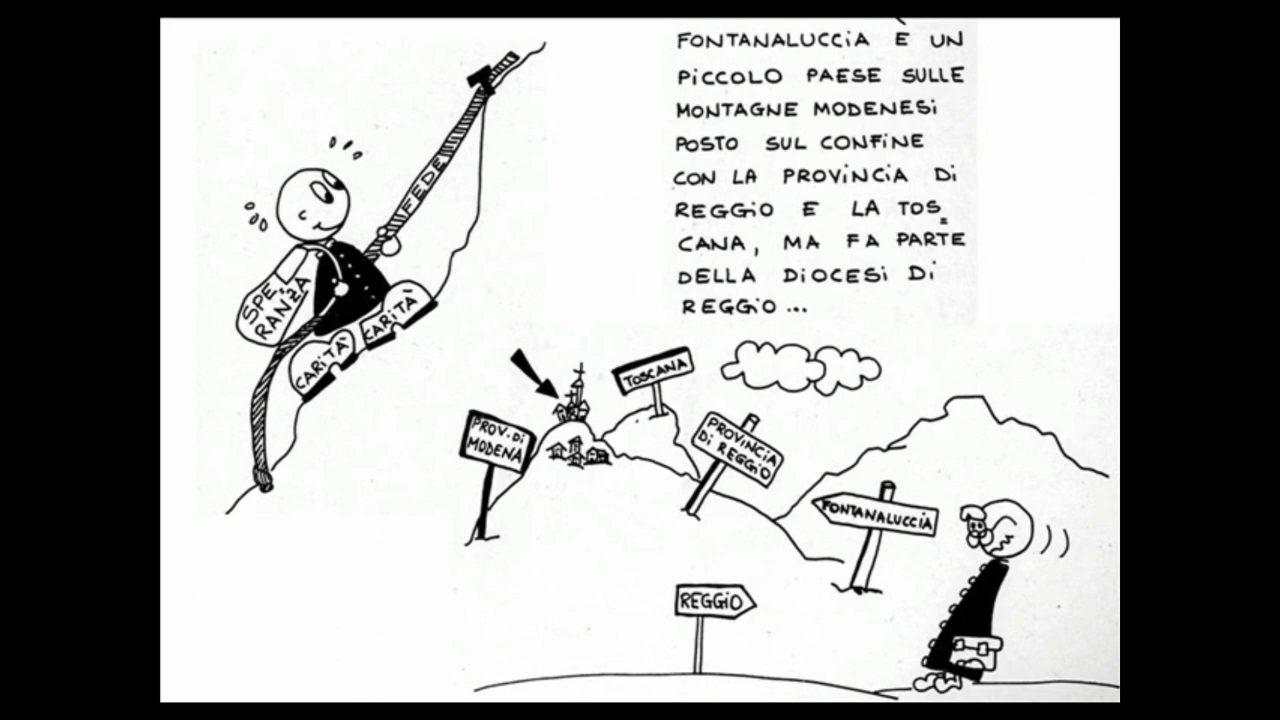 FONTANALUCCIA È UN
PICCOLO PAESE SULLE
MONTAGNE MODENESI
POSTO SUL CONFINE
CON LA PROVINCIA DI
REGGIO E LA TOS=
CANA, MA FA PARTE
DELLA DIOCESI DI
REGGIO ...
FEDE
SPE
RANZA
CARITÀ
CARITÀ
TOSCANA
PROV. DI
MODENA
PROVINCIA
DI REGGIO
FONTANALUCCIA
REGGIO